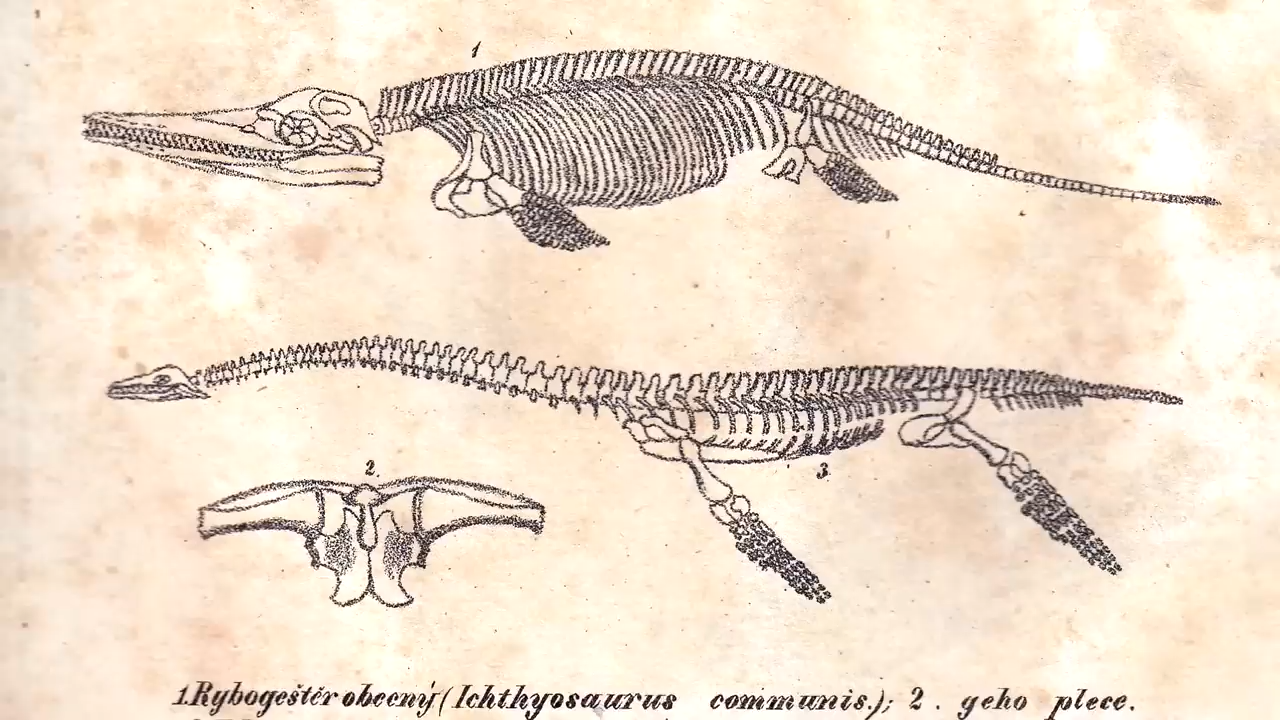 1
2.
3.
1. Rybogeštěr obecný (Ichthyosaurus communis.); 2. geho plece.